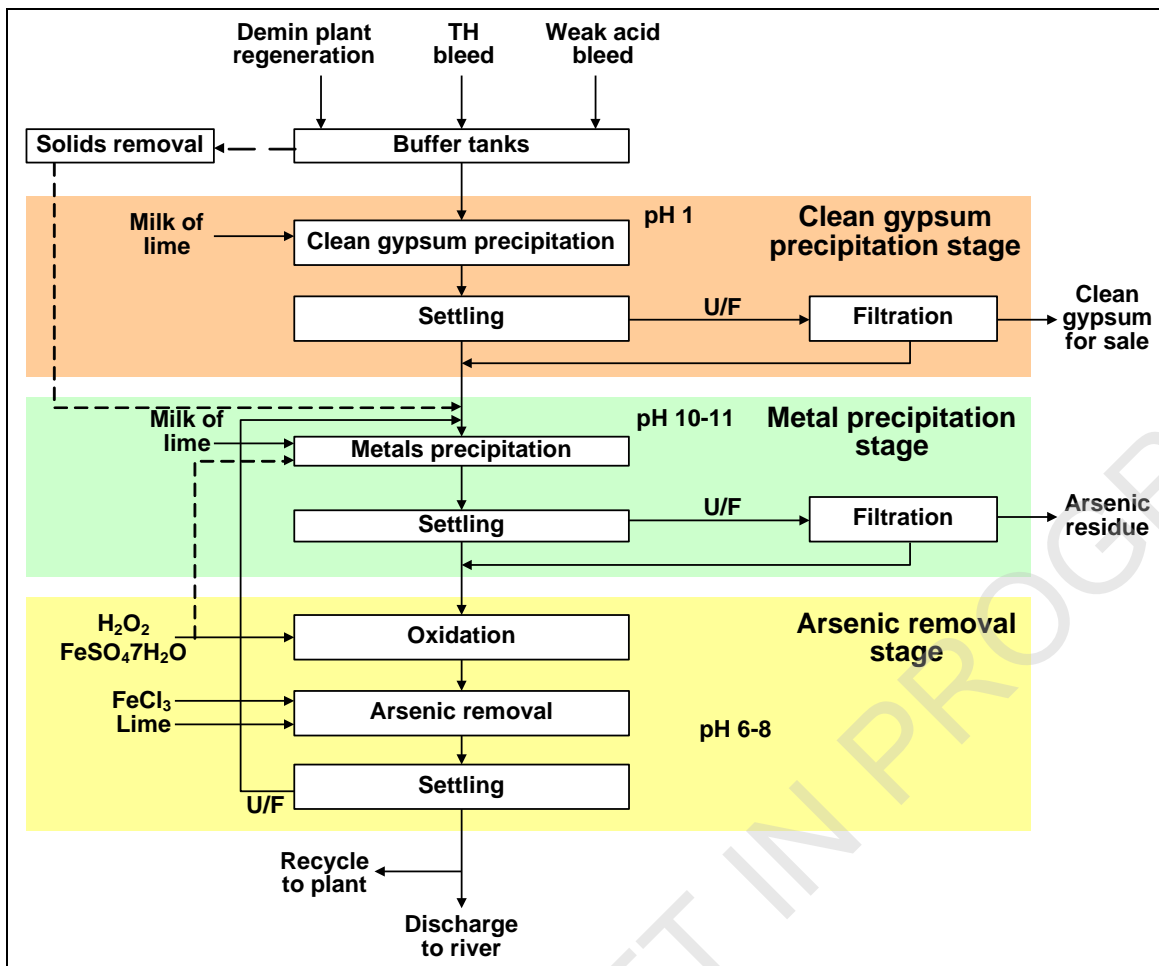 Demin plant
regeneration
TH
bleed
Weak acid
bleed
Solids removal
Buffer tanks
Milk of
lime
Clean gypsum precipitation
pH 1
Clean gypsum
precipitation stage
Settling
U/F
Filtration
Clean
gypsum
for sale
Milk of
lime
Metals precipitation
pH 10-11
Metal precipitation
stage
Settling
U/F
Filtration
Arsenic
residue
H₂O₂
FeSO₄7H₂O
Oxidation
Arsenic removal
stage
FeCl₃
Lime
Arsenic removal
pH 6-8
Settling
U/F
Recycle
to plant
Discharge
to river
T IN PROGR